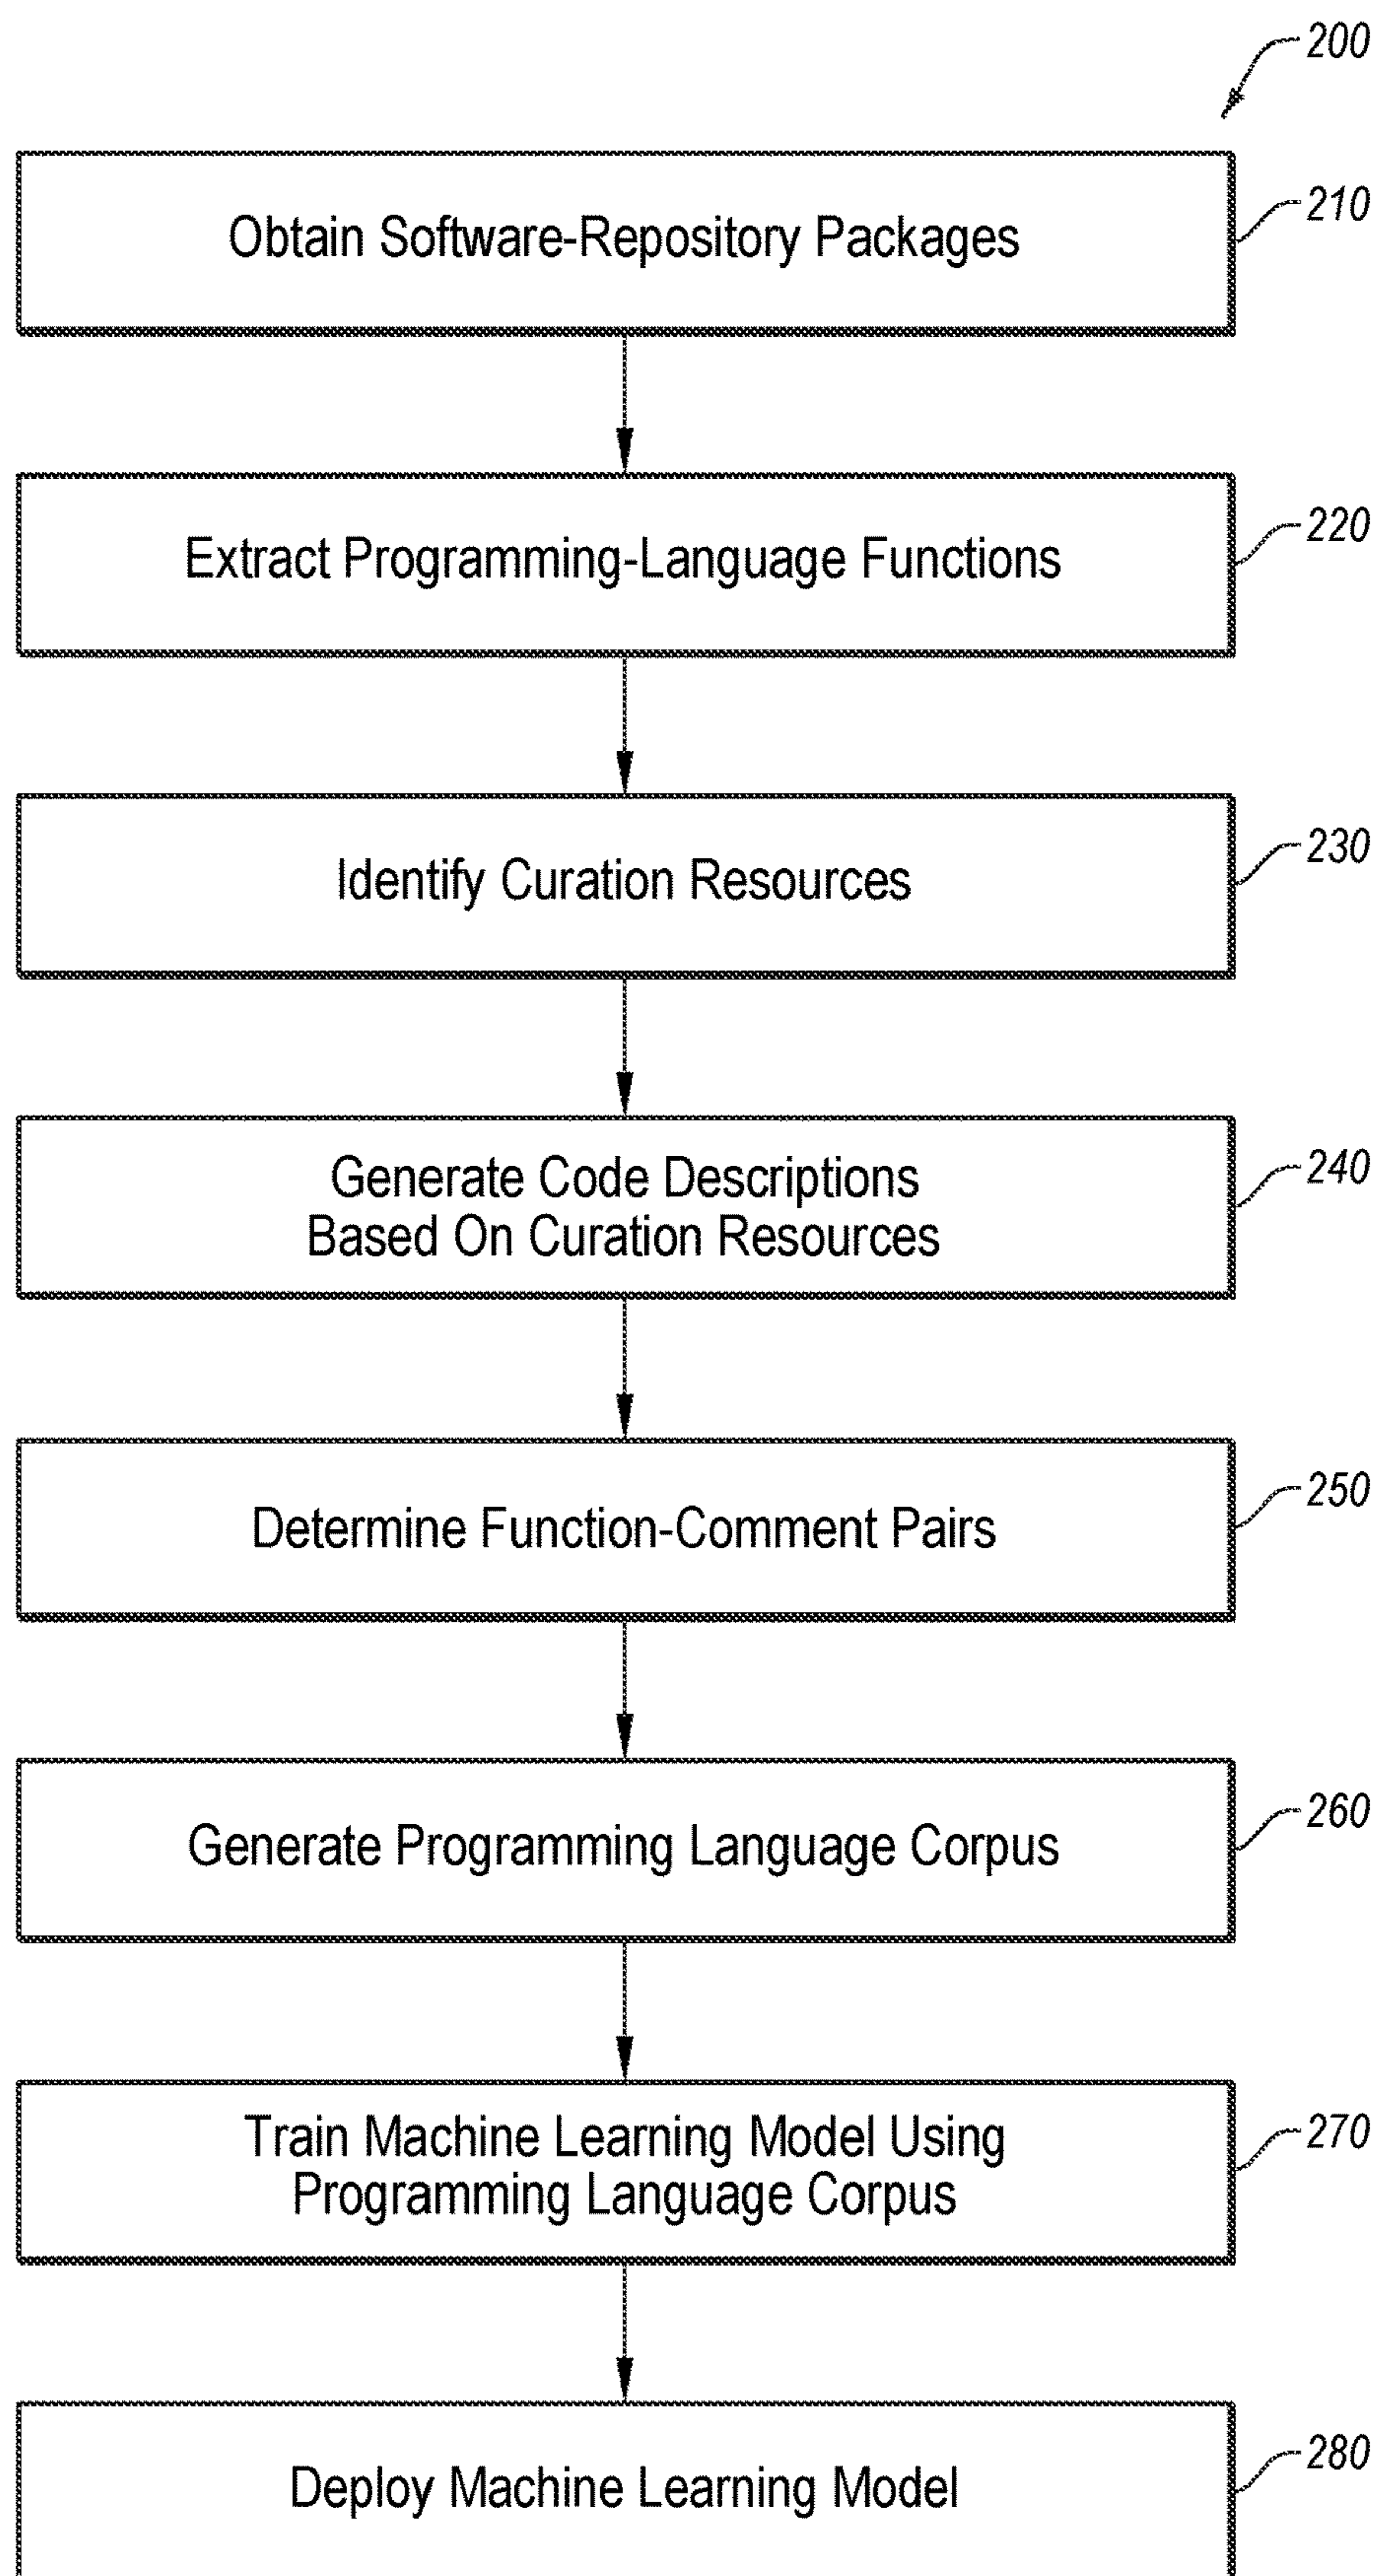 200
210
Obtain Software-Repository Packages
220
Extract Programming-Language Functions
230
Identify Curation Resources
240
Generate Code Descriptions
Based On Curation Resources
250
Determine Function-Comment Pairs
260
Generate Programming Language Corpus
270
Train Machine Learning Model Using
Programming Language Corpus
280
Deploy Machine Learning Model